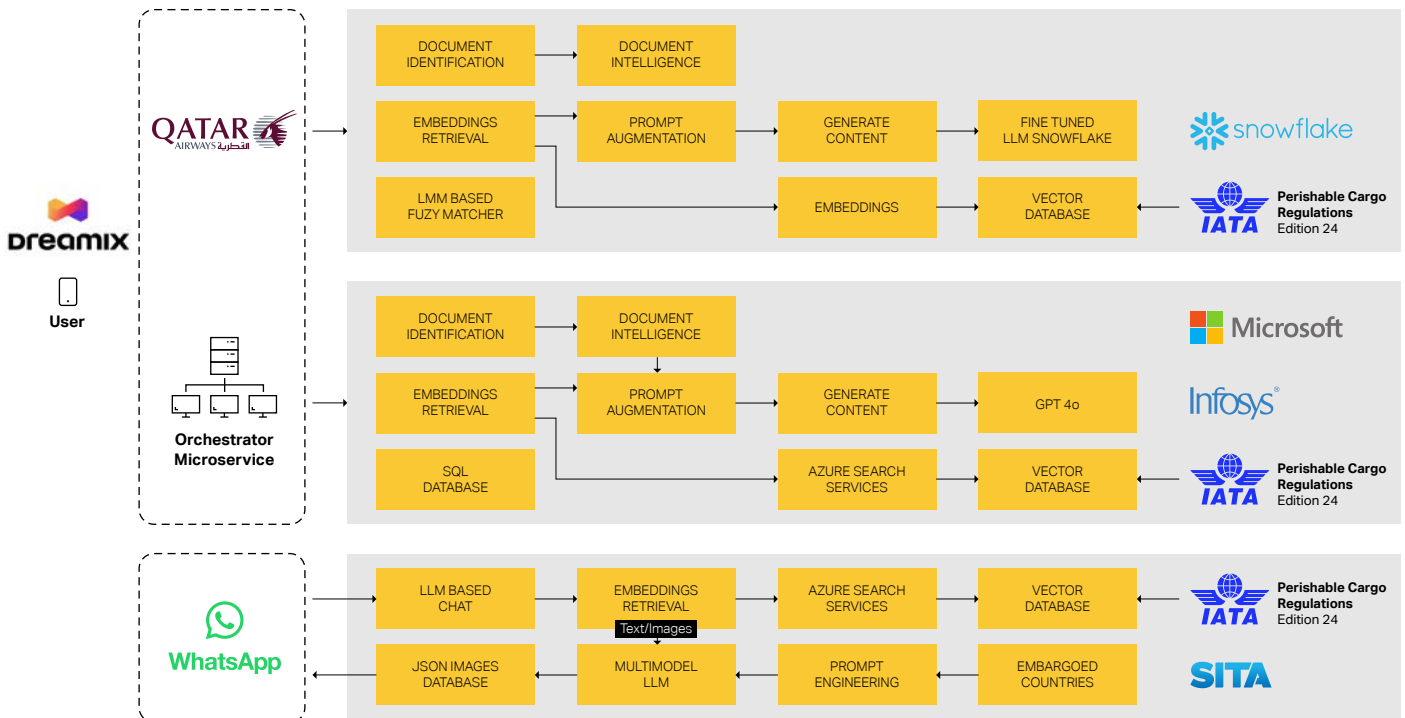 DOCUMENT
IDENTIFICATION
DOCUMENT
INTELLIGENCE
QATAR
AIRWAYS القطرية
EMBEDDINGS
RETRIEVAL
PROMPT
AUGMENTATION
GENERATE
CONTENT
FINE TUNED
LLM SNOWFLAKE
snowflake
LMM BASED
FUZY MATCHER
EMBEDDINGS
VECTOR
DATABASE
IATA
Perishable Cargo
Regulations
Edition 24
Dreamix
User
DOCUMENT
IDENTIFICATION
DOCUMENT
INTELLIGENCE
Microsoft
EMBEDDINGS
RETRIEVAL
PROMPT
AUGMENTATION
GENERATE
CONTENT
GPT 4o
Infosys®
Orchestrator
Microservice
SQL
DATABASE
AZURE SEARCH
SERVICES
VECTOR
DATABASE
IATA
Perishable Cargo
Regulations
Edition 24
WhatsApp
LLM BASED
CHAT
EMBEDDINGS
RETRIEVAL
Text/Images
AZURE SEARCH
SERVICES
VECTOR
DATABASE
IATA
Perishable Cargo
Regulations
Edition 24
JSON IMAGES
DATABASE
MULTIMODEL
LLM
PROMPT
ENGINEERING
EMBARGOED
COUNTRIES
SITA